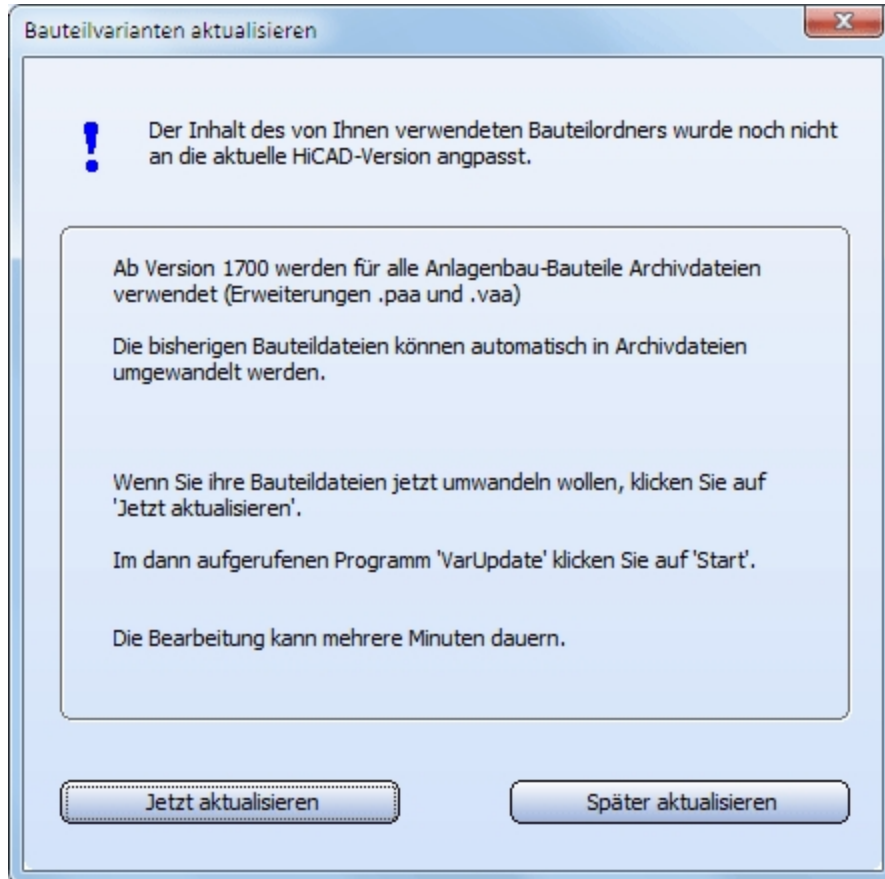 Bauteilvarianten aktualisieren
Der Inhalt des von Ihnen verwendeten Bauteilordners wurde noch nicht
an die aktuelle HiCAD-Version angpasst.
Ab Version 1700 werden für alle Anlagenbau-Bauteile Archivdateien
verwendet (Erweiterungen .paa und .vaa)
Die bisherigen Bauteildateien können automatisch in Archivdateien
umgewandelt werden.
Wenn Sie ihre Bauteildateien jetzt umwandeln wollen, klicken Sie auf
'Jetzt aktualisieren'.
Im dann aufgerufenen Programm 'VarUpdate' klicken Sie auf 'Start'.
Die Bearbeitung kann mehrere Minuten dauern.
Jetzt aktualisieren
Später aktualisieren